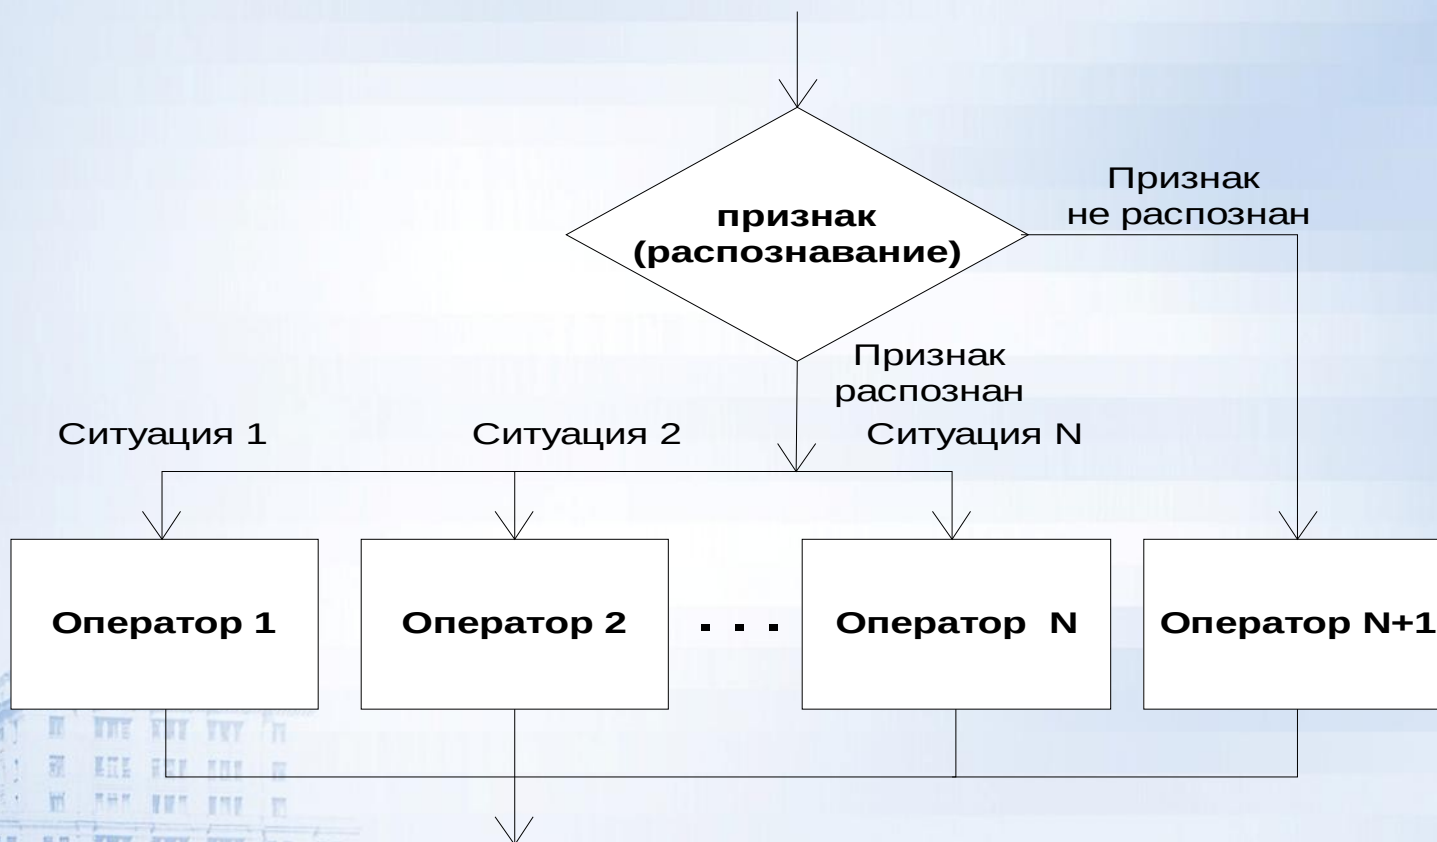 признак
(распознавание)
Признак
не распознан
Признак
распознан
Ситуация 1
Ситуация 2
Ситуация N
Оператор 1
Оператор 2
. . .
Оператор N
Оператор N+1